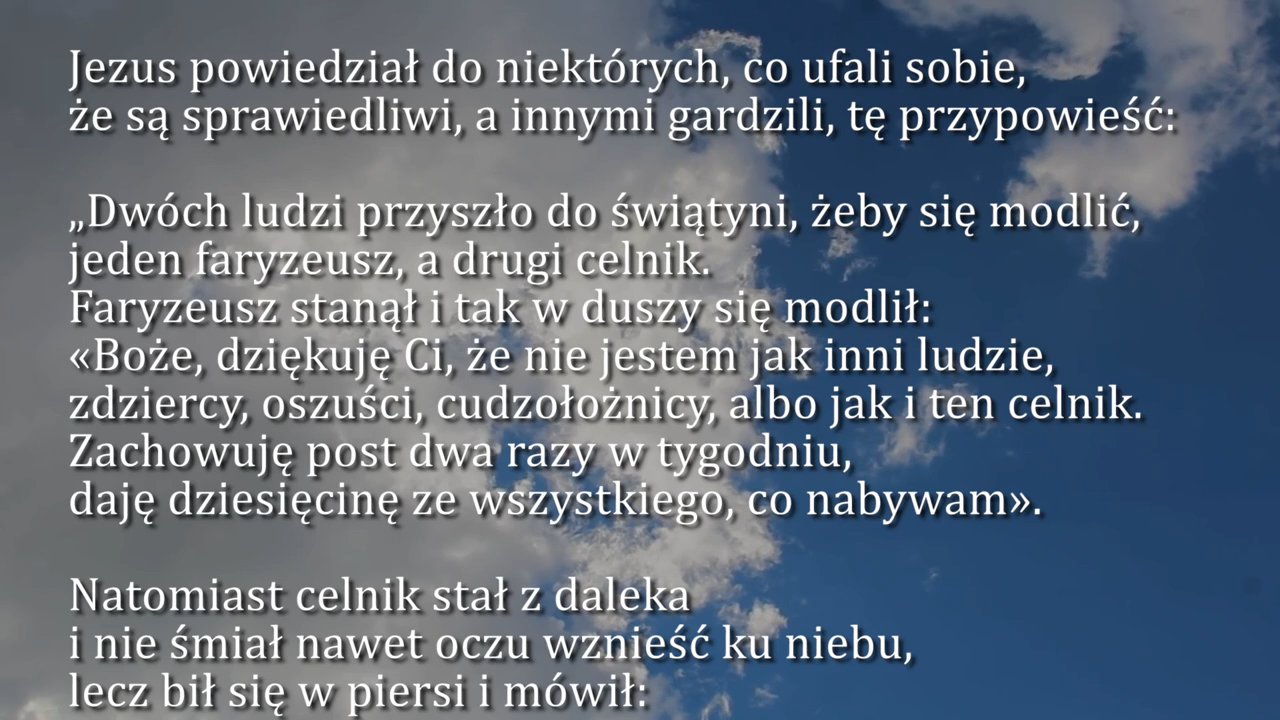 Jezus powiedział do niektórych, co ufali sobie,
że są sprawiedliwi, a innymi gardzili, tę przypowieść:
„Dwóch ludzi przyszło do świątyni, żeby się modlić,
jeden faryzeusz, a drugi celnik.
Faryzeusz stanął i tak w duszy się modlił:
«Boże, dziękuję Ci, że nie jestem jak inni ludzie,
zdziercy, oszuści, cudzołożnicy, albo jak i ten celnik.
Zachowuję post dwa razy w tygodniu,
daję dziesięcinę ze wszystkiego, co nabywam».
Natomiast celnik stał z daleka
i nie śmiał nawet oczu wznieść ku niebu,
lecz bił się w piersi i mówił: